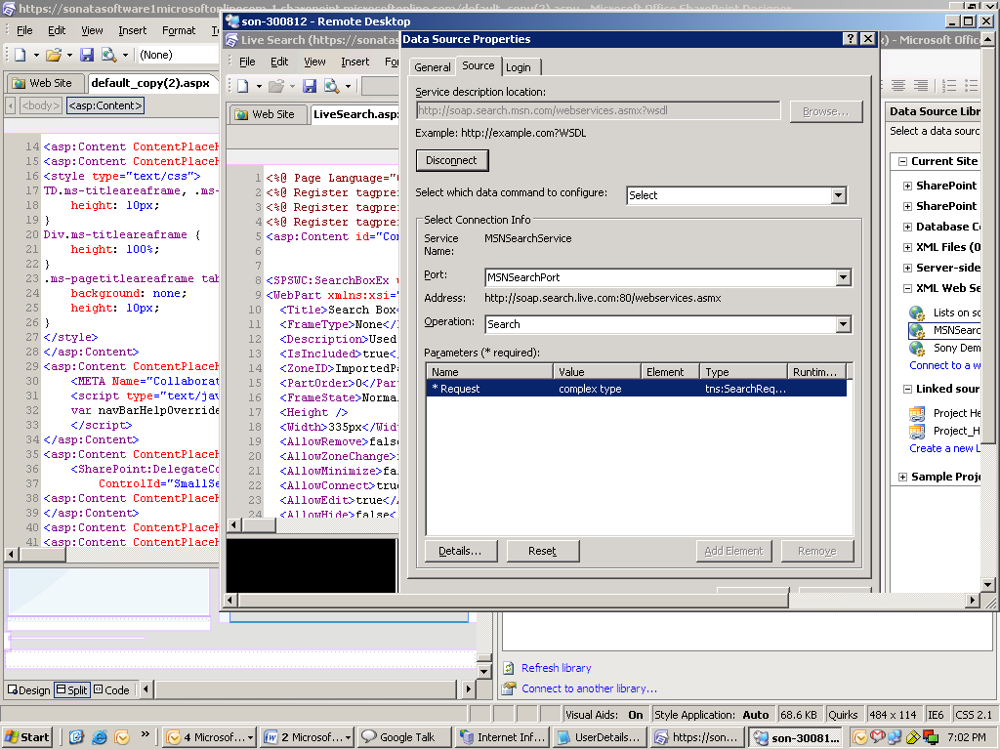 https://sonatasoftware1microsoftonlinecom-1.sharepoint.microsoftonline.com/default_copy(2).aspx - Microsoft Office SharePoint Designer
File Edit View Insert Format
(None)
Web Site default_copy(2).aspx
<body> <asp:Content>
14 <asp:Content ContentPlaceH
15 <asp:Content ContentPlaceH
16 <style type="text/css">
17 TD.ms-titleareaframe, .ms-
18 height: 10px;
19 }
20 Div.ms-titleareaframe {
21 height: 100%;
22 }
23 .ms-pagetitleareaframe tab
24 background: none;
25 height: 10px;
26 }
27 </style>
28 </asp:Content>
29 <asp:Content ContentPlaceH
30 <META Name="Collaborat
31 <script type="text/jav
32 var navBarHelpOverride
33 </script>
34 </asp:Content>
35 <asp:Content ContentPlaceH
36 <SharePoint:DelegateCo
37 ControlId="SmallSe
38 <asp:Content ContentPlaceH
39 </asp:Content>
40 <asp:Content ContentPlaceH
41 <asp:Content ContentPlaceH
Design Split Code
son-300812 - Remote Desktop
Live Search (https://sonatas
File Edit View Insert Fo
Web Site LiveSearch.asp
1 <%@ Page Language="
2 <%@ Register tagpre
3 <%@ Register tagpre
4 <%@ Register tagpre
5 <asp:Content id="Con
6
7
8 <SPSWC:SearchBoxEx
9 <WebPart xmlns:xsi="
10 <Title>Search Box<
11 <FrameType>None</
12 <Description>Used
13 <IsIncluded>true<
14 <ZoneID>ImportedPa
15 <PartOrder>0</Part
16 <FrameState>Norma
17 <Height />
18 <Width>335px</Widt
19 <AllowRemove>fals
20 <AllowZoneChange>
21 <AllowMinimize>fa
22 <AllowConnect>true
23 <AllowEdit>true</A
24 <AllowHide>false<
Data Source Properties
General Source Login
Service description location:
http://soap.search.msn.com/webservices.asmx?wsdl Browse...
Example: http://example.com?WSDL
Disconnect
Select which data command to configure: Select
Select Connection Info
Service Name: MSNSearchService
Port: MSNSearchPort
Address: http://soap.search.live.com:80/webservices.asmx
Operation: Search
Parameters (* required):
Name Value Element Type Runtim...
* Request complex type tns:SearchReq...
Details... Reset Add Element Remove
- Microsoft Offic
Data Source Libr
Select a data sourc
Current Site
SharePoint
SharePoint
Database C
XML Files (0
Server-side
XML Web Se
Lists on so
MSNSearc
Sony Dem
Connect to a w
Linked sour
Project He
Project_H
Create a new L
Sample Proje
Refresh library
Connect to another library...
Visual Aids: On Style Application: Auto 68.6 KB Quirks 484 x 114 IE6 CSS 2.1
Start 4 Microsof... 2 Microsof... Google Talk Internet Inf... UserDetails... https://son... son-30081... 7:02 PM